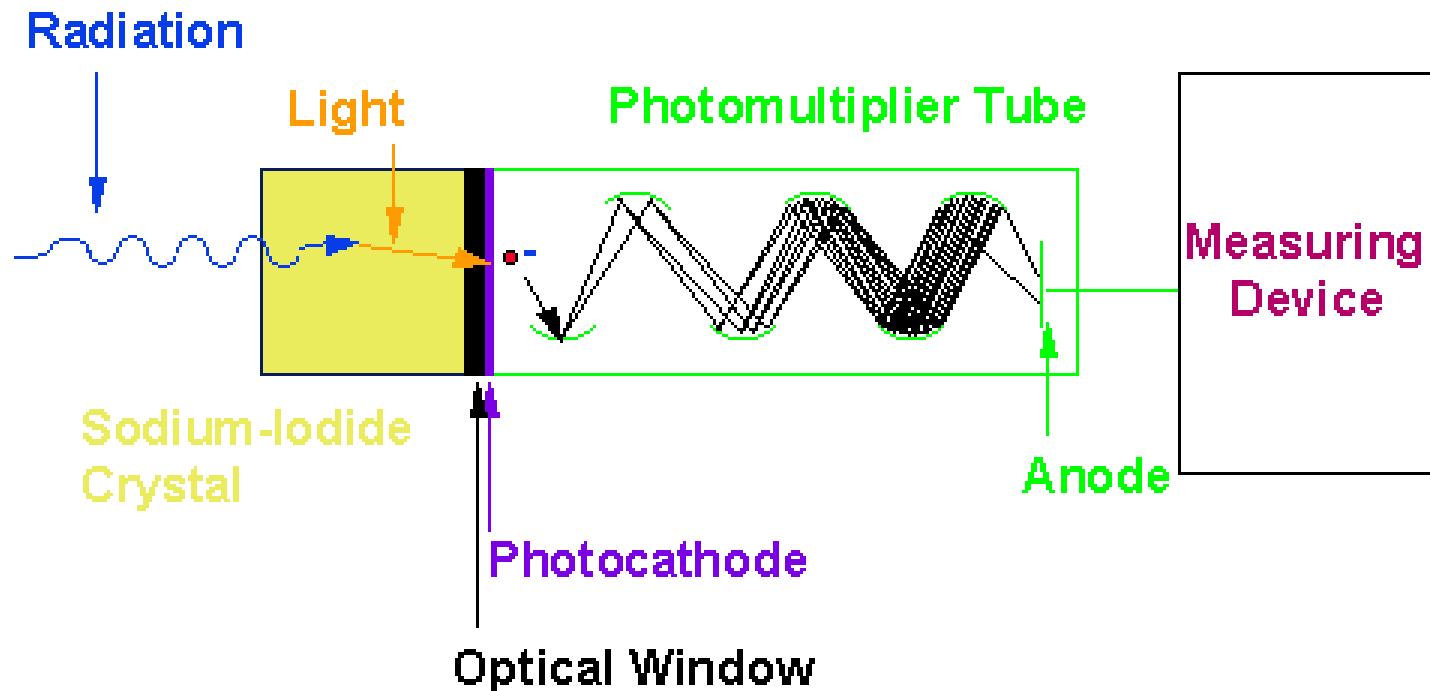 Radiation
Light
Photomultiplier Tube
Measuring
Device
Sodium-Iodide
Crystal
Anode
Photocathode
Optical Window